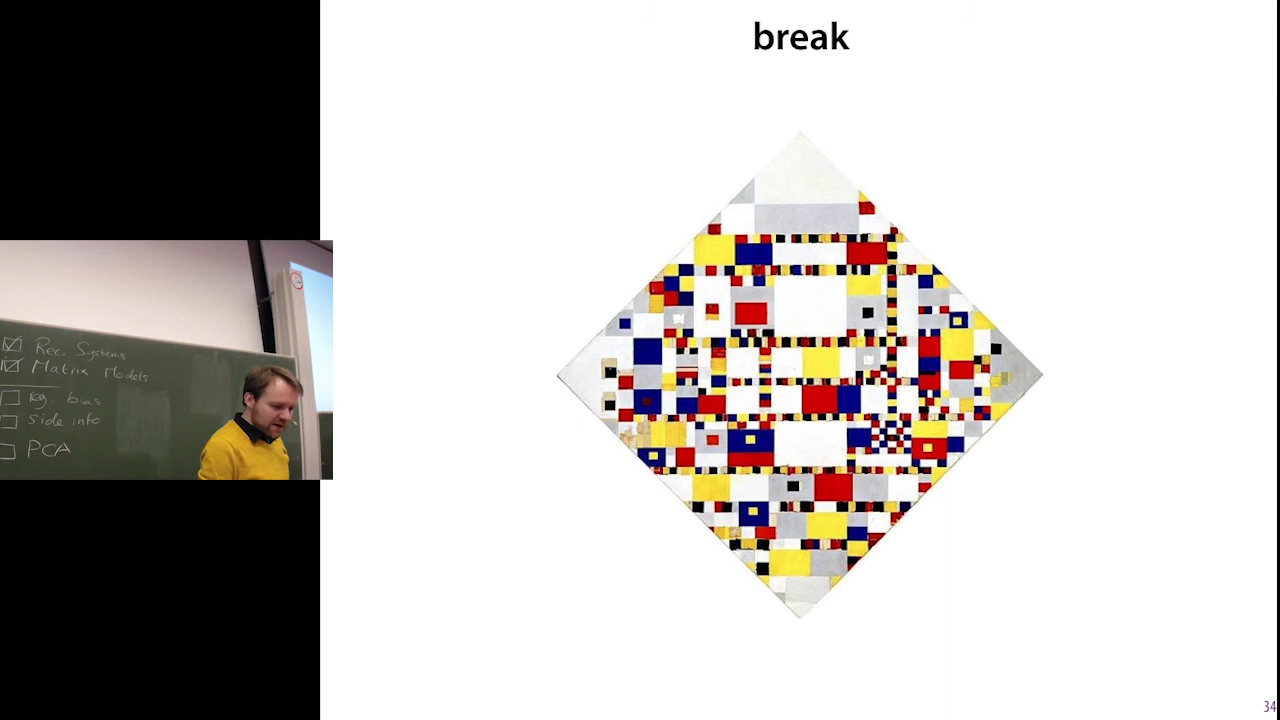 break
Rec. Systems
Matrix Models
Side info
PCA
34